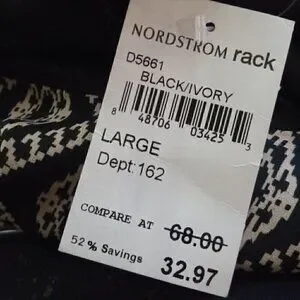 NORDSTROM rack
D5661
BLACK/IVORY
8 48706 03425 3
LARGE
Dept:162
COMPARE AT 68.00
52% Savings 32.97